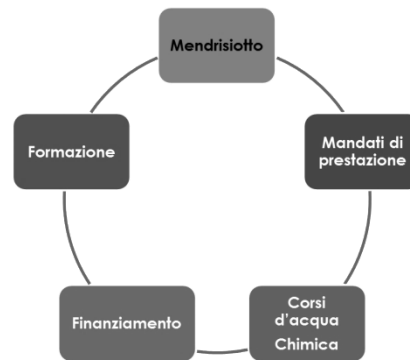 Mendrisiotto
Formazione
Mandati di
prestazione
Finanziamento
Corsi
d'acqua
Chimica